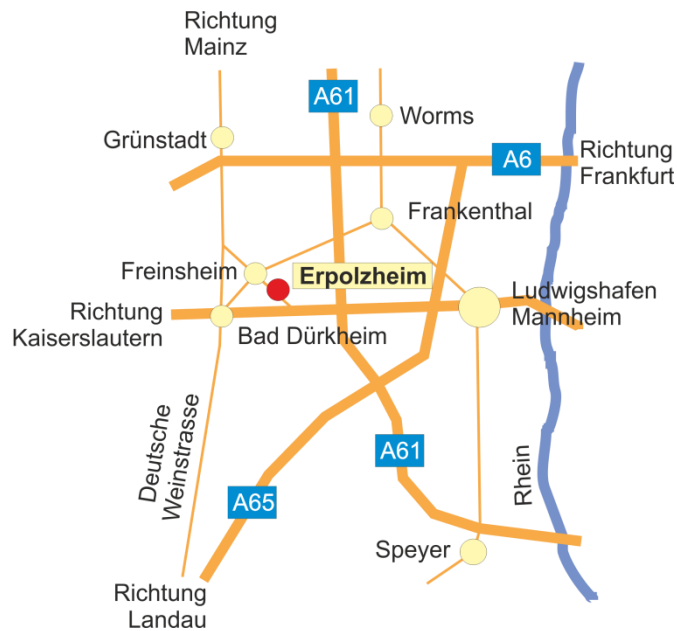 Richtung
Mainz
A61
Worms
Grünstadt
A6
Richtung
Frankfurt
Frankenthal
Freinsheim
Erpolzheim
Ludwigshafen
Mannheim
Richtung
Kaiserslautern
Bad Dürkheim
Deutsche
Weinstrasse
A61
Rhein
A65
Speyer
Richtung
Landau